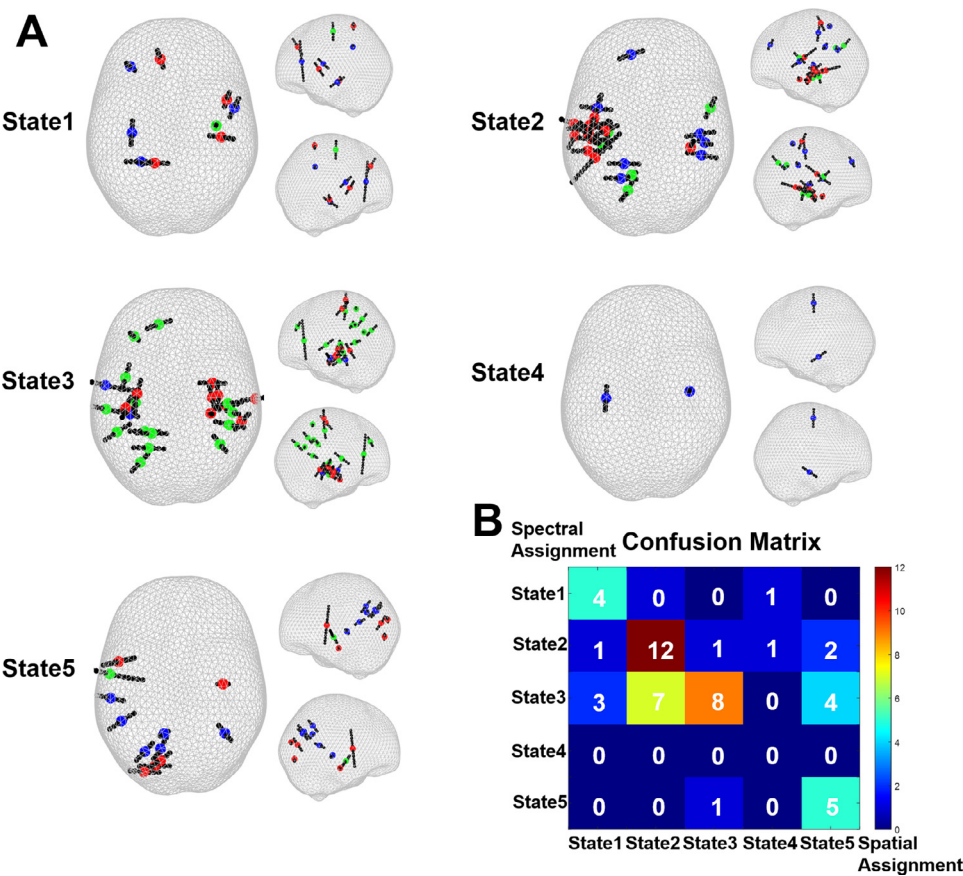 A
State1
State2
State3
State4
State5
B
Spectral
Assignment
Confusion Matrix
State1 4 0 0 1 0
State2 1 12 1 1 2
State3 3 7 8 0 4
State4 0 0 0 0 0
State5 0 0 1 0 5
State1 State2 State3 State4 State5 Spatial
Assignment
12
10
8
6
4
2
0